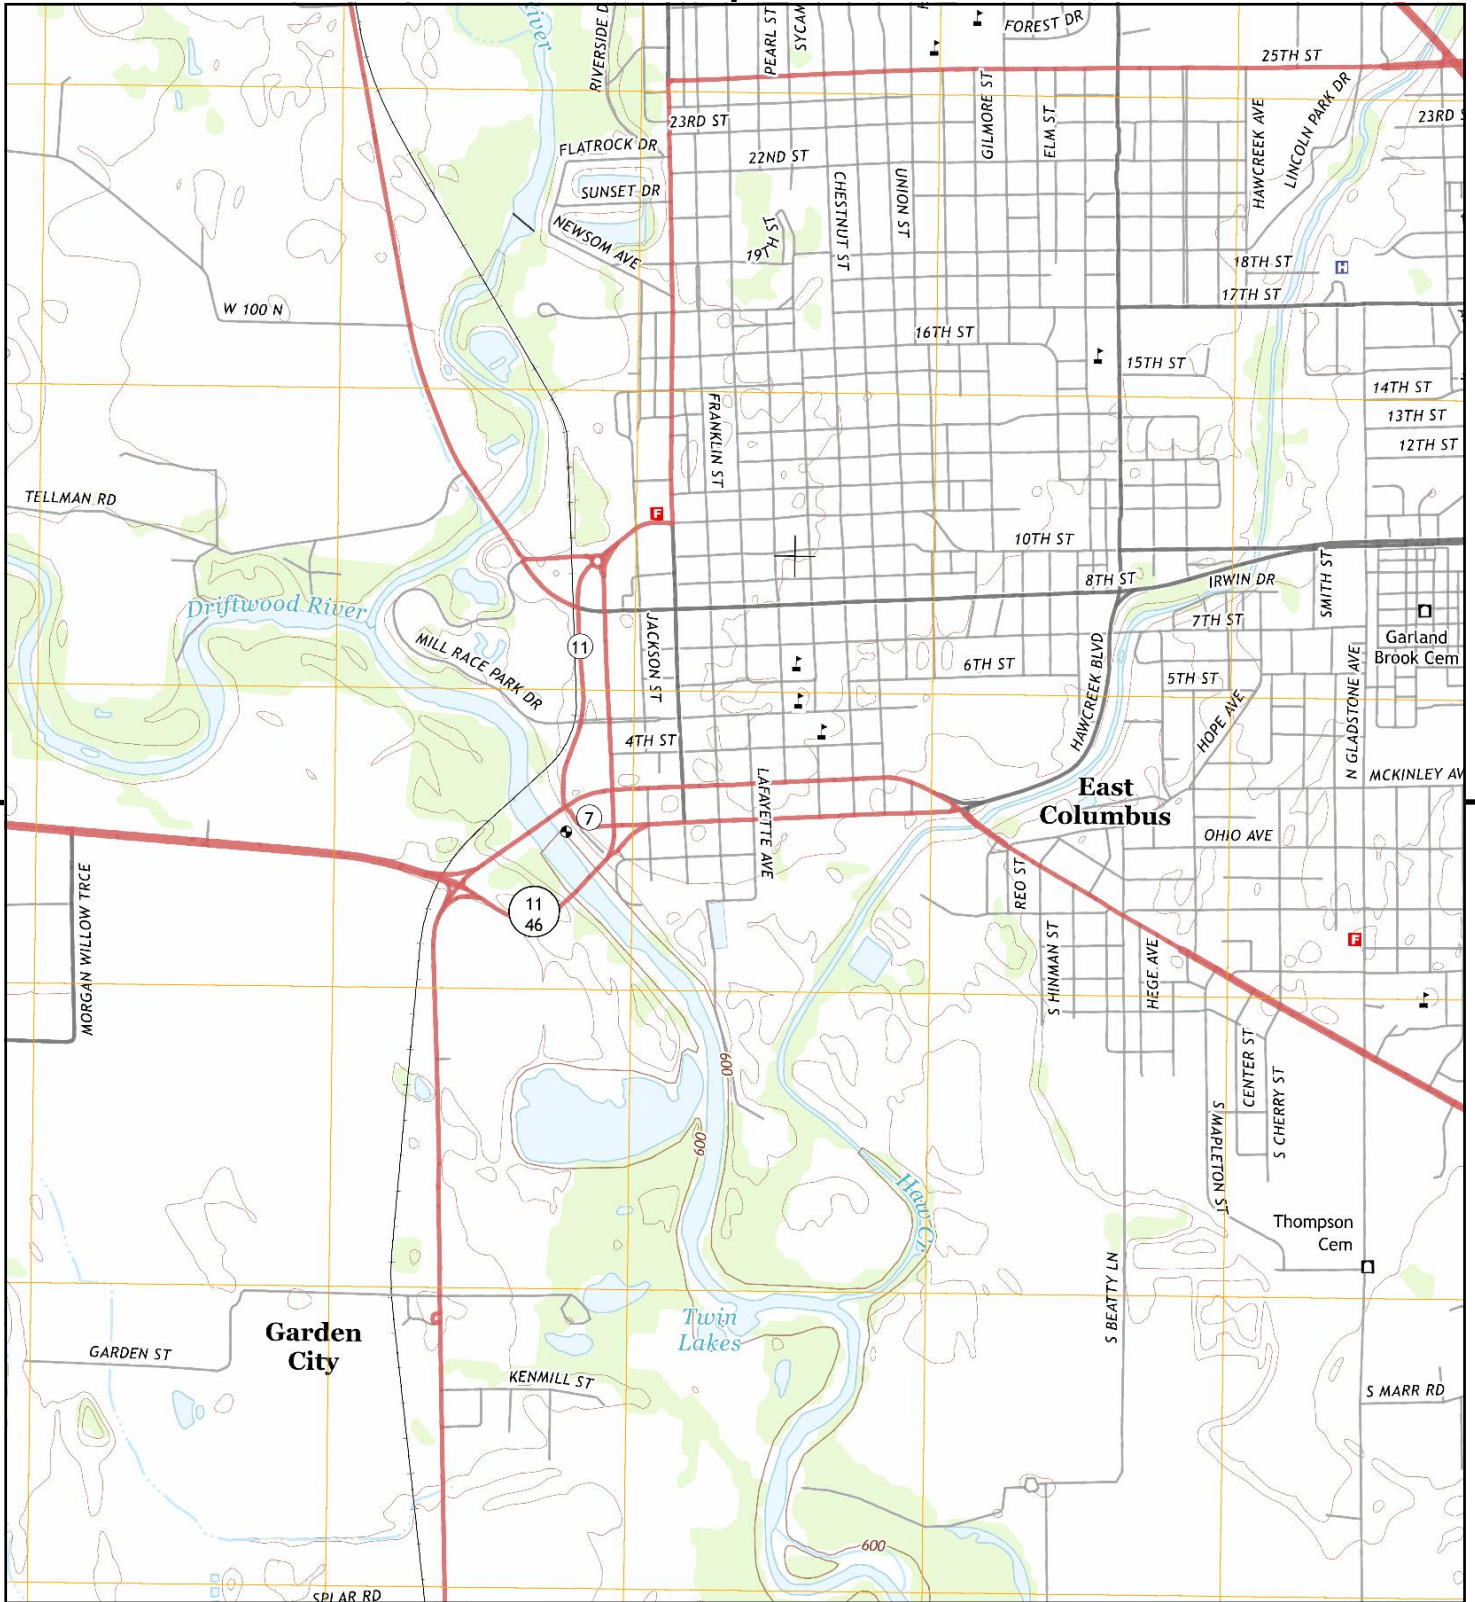 River
RIVERSIDE D
PEARL ST
SYCAM
FOREST DR
25TH ST
LINCOLN PARK DR
23RD ST
23RD S
GILMORE ST
ELM ST
HAWCREEK AVE
FLATROCK DR
22ND ST
SUNSET DR
CHESTNUT ST
UNION ST
NEWSOM AVE
19TH ST
18TH ST
H
17TH ST
W 100 N
16TH ST
15TH ST
14TH ST
13TH ST
12TH ST
FRANKLIN ST
TELLMAN RD
F
10TH ST
8TH ST
IRWIN DR
SMITH ST
Driftwood River
7TH ST
Garland
Brook Cem
MILL RACE PARK DR
11
JACKSON ST
6TH ST
HAWCREEK BLVD
5TH ST
HOPE AVE
N GLADSTONE AVE
4TH ST
LAFAYETTE AVE
MCKINLEY AV
East
Columbus
7
OHIO AVE
MORGAN WILLOW TRCE
REO ST
11
46
S HINMAN ST
HEGE AVE
F
600
CENTER ST
S CHERRY ST
S MAPLETON ST
600
Haw Cr
Thompson
Cem
S BEATTY LN
Twin
Lakes
Garden
City
GARDEN ST
KENMILL ST
S MARR RD
600
SPLAR RD